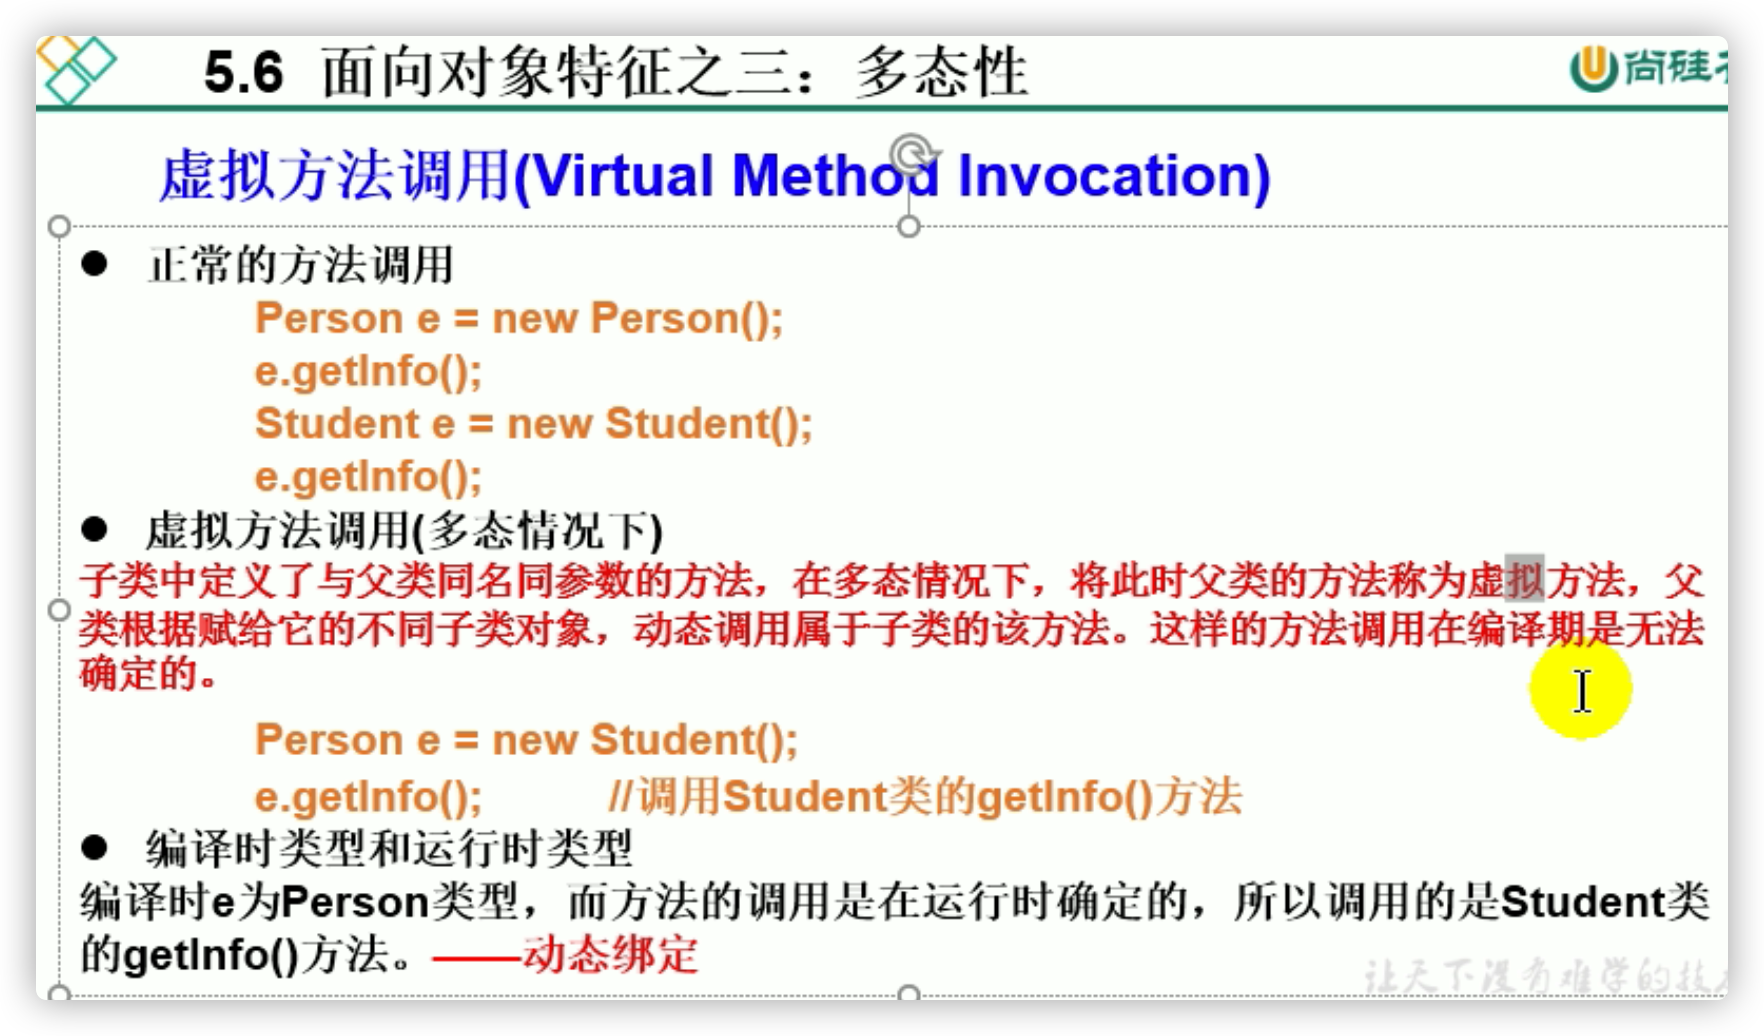 5.6 面向对象特征之三：多态性
尚硅
虚拟方法调用(Virtual Method Invocation)
● 正常的方法调用
Person e = new Person();
e.getInfo();
Student e = new Student();
e.getInfo();
● 虚拟方法调用(多态情况下)
子类中定义了与父类同名同参数的方法，在多态情况下，将此时父类的方法称为虚拟方法，父
类根据赋给它的不同子类对象，动态调用属于子类的该方法。这样的方法调用在编译期是无法
确定的。
Person e = new Student();
e.getInfo(); //调用Student类的getInfo()方法
● 编译时类型和运行时类型
编译时e为Person类型，而方法的调用是在运行时确定的，所以调用的是Student类
的getInfo()方法。——动态绑定
让天下没有难学的技